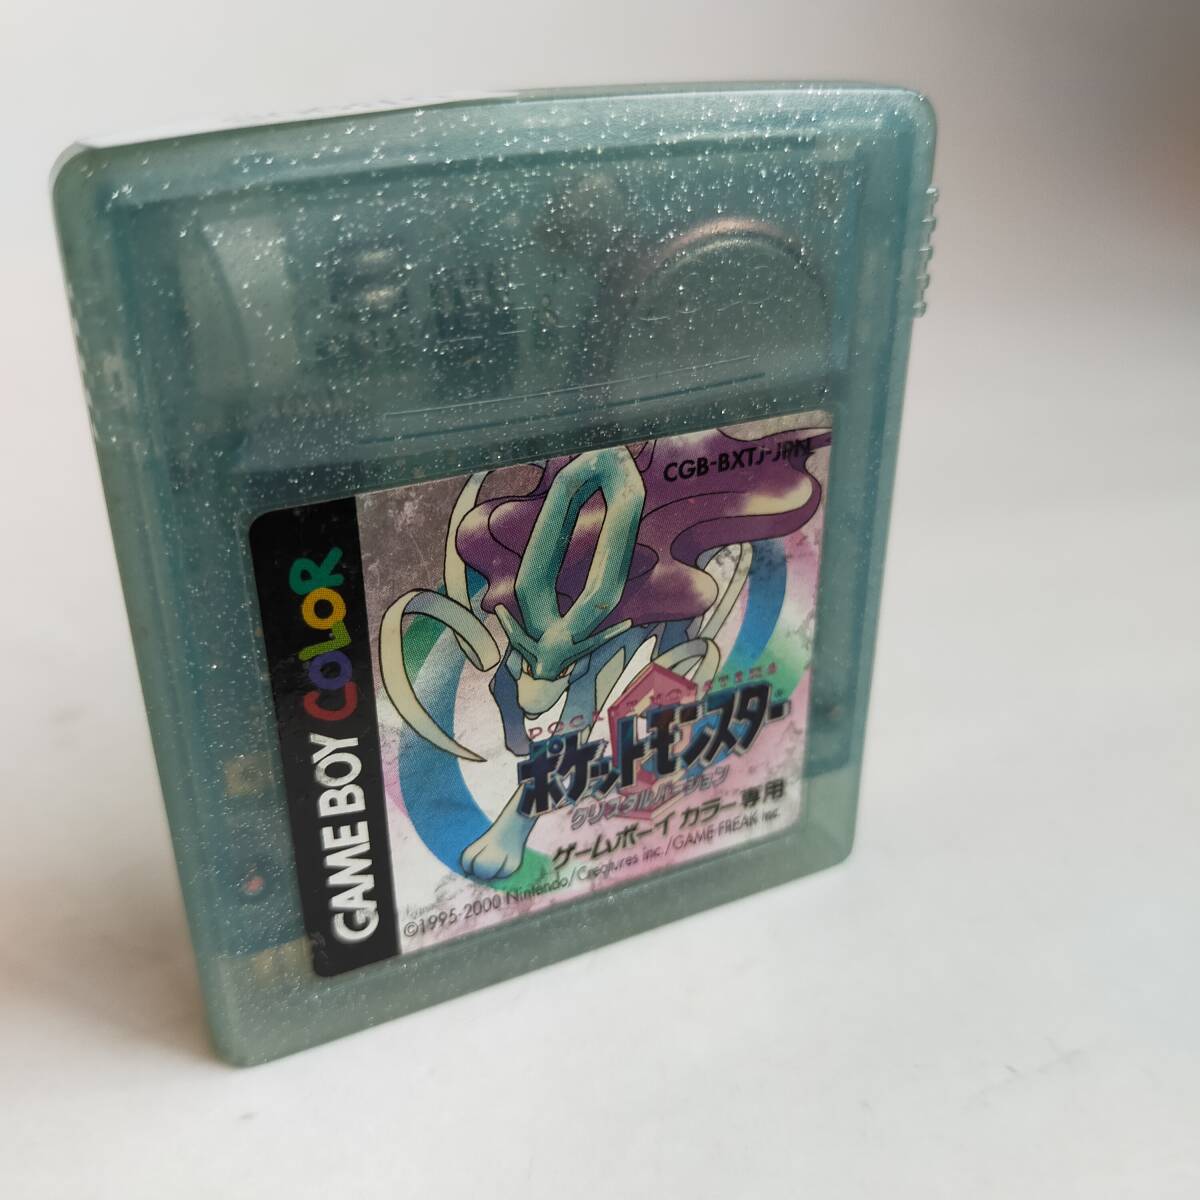 CGB-BXTJ-JPN
GAME BOY COLOR
POCKET MONSTERS
ポケットモンスター
クリスタルバージョン
ゲームボーイ カラー専用
©1995-2000 Nintendo/Creatures inc./GAME FREAK inc.